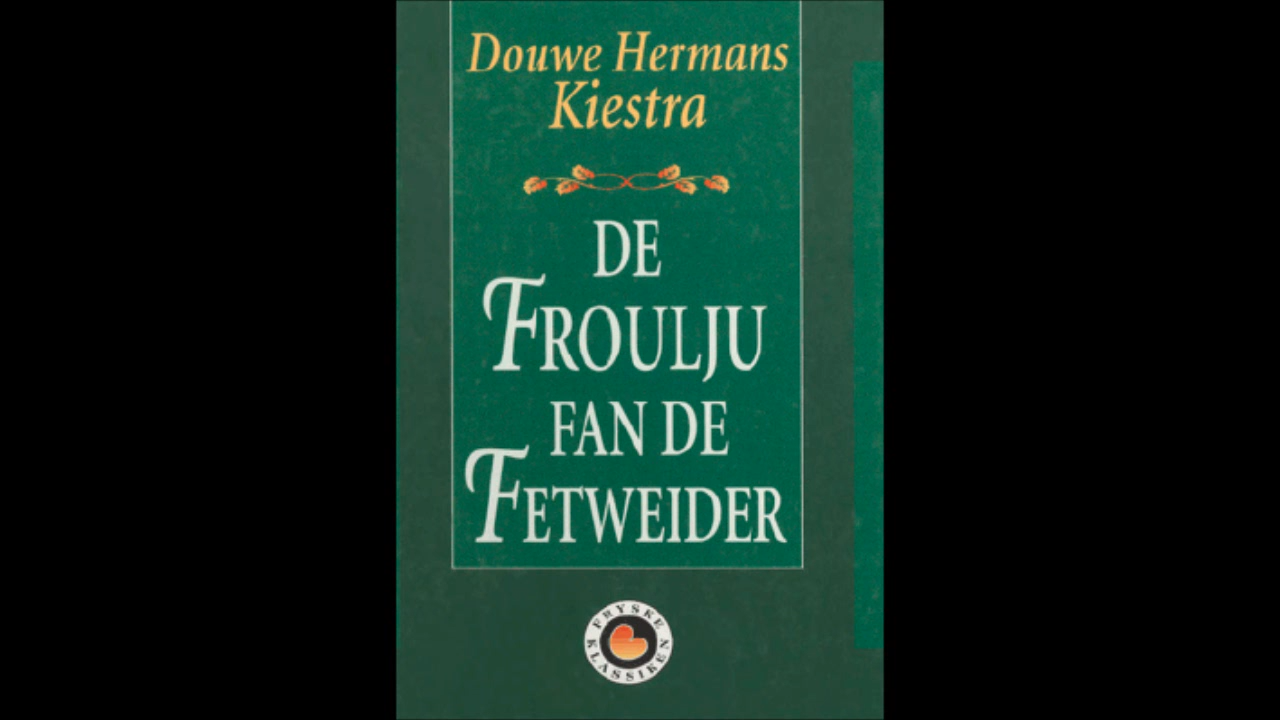 Douwe Hermans
Kiestra
DE
FROULJU
FAN DE
FETWEIDER
FRYSKE
KLASSIKEN